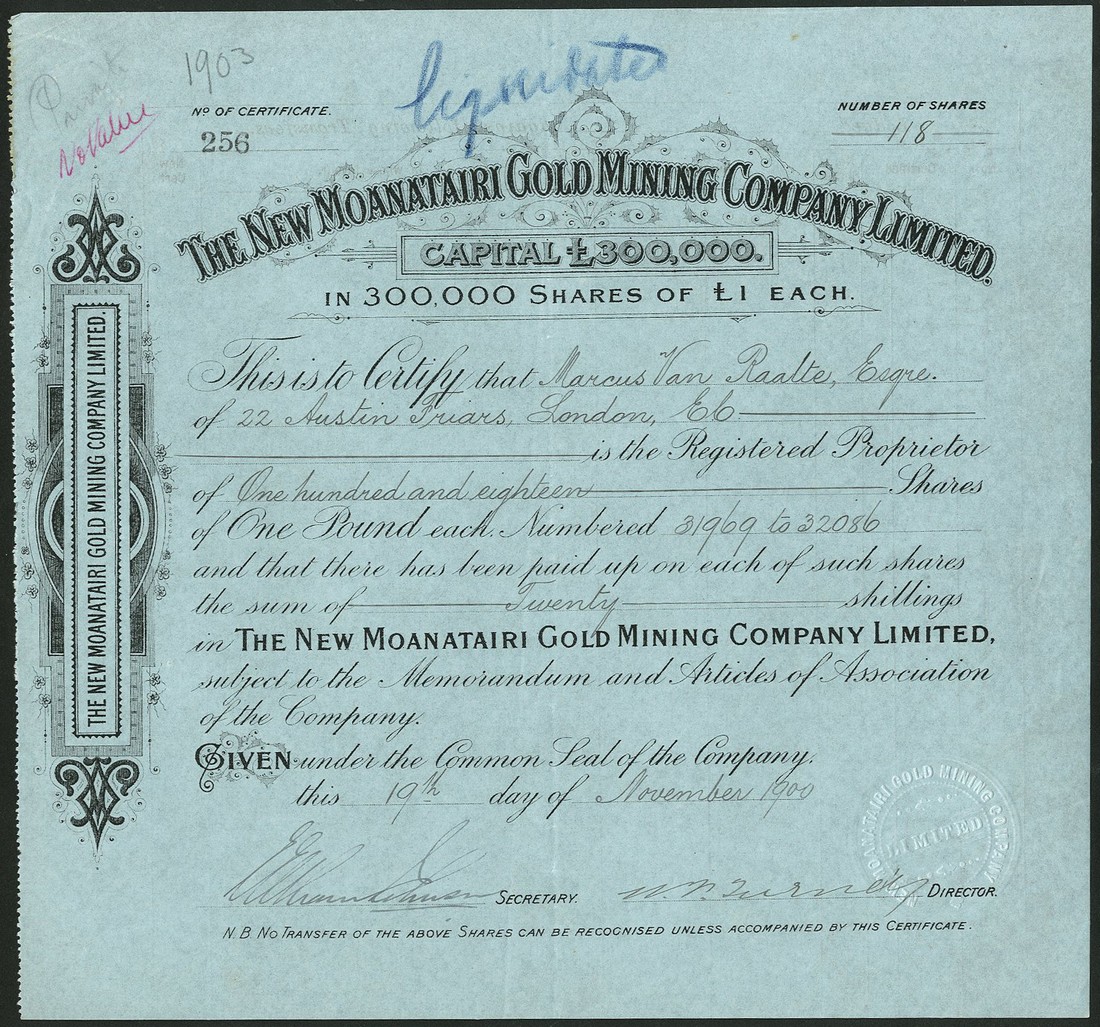 1903
liquidated
No Value
Nº OF CERTIFICATE.
256
NUMBER OF SHARES
118
THE NEW MOANATAIRI GOLD MINING COMPANY LIMITED.
CAPITAL £300,000.
IN 300,000 SHARES OF £1 EACH.
THE NEW MOANATAIRI GOLD MINING COMPANY LIMITED.
This is to Certify that Marcus Van Raalte, Esqre.
of 22 Austin Friars, London, EC
is the Registered Proprietor
of One hundred and eighteen Shares
of One Pound each. Numbered 31969 to 32086
and that there has been paid up on each of such shares
the sum of Twenty shillings
in THE NEW MOANATAIRI GOLD MINING COMPANY LIMITED,
subject to the Memorandum and Articles of Association
of the Company.
GIVEN under the Common Seal of the Company.
this 19th day of November 1900
SECRETARY.
DIRECTOR.
MOANATAIRI GOLD MINING COMPANY
LIMITED
N.B. NO TRANSFER OF THE ABOVE SHARES CAN BE RECOGNISED UNLESS ACCOMPANIED BY THIS CERTIFICATE.